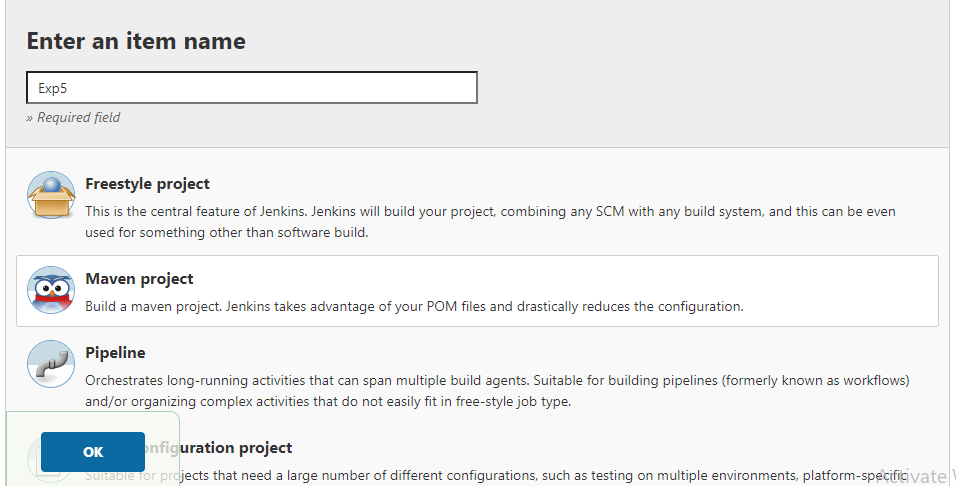 Enter an item name
Exp5
» Required field
Freestyle project
This is the central feature of Jenkins. Jenkins will build your project, combining any SCM with any build system, and this can be even
used for something other than software build.
Maven project
Build a maven project. Jenkins takes advantage of your POM files and drastically reduces the configuration.
Pipeline
Orchestrates long-running activities that can span multiple build agents. Suitable for building pipelines (formerly known as workflows)
and/or organizing complex activities that do not easily fit in free-style job type.
OK
onfiguration project
Suitable for projects that need a large number of different configurations, such as testing on multiple environments, platform-specific
Activate